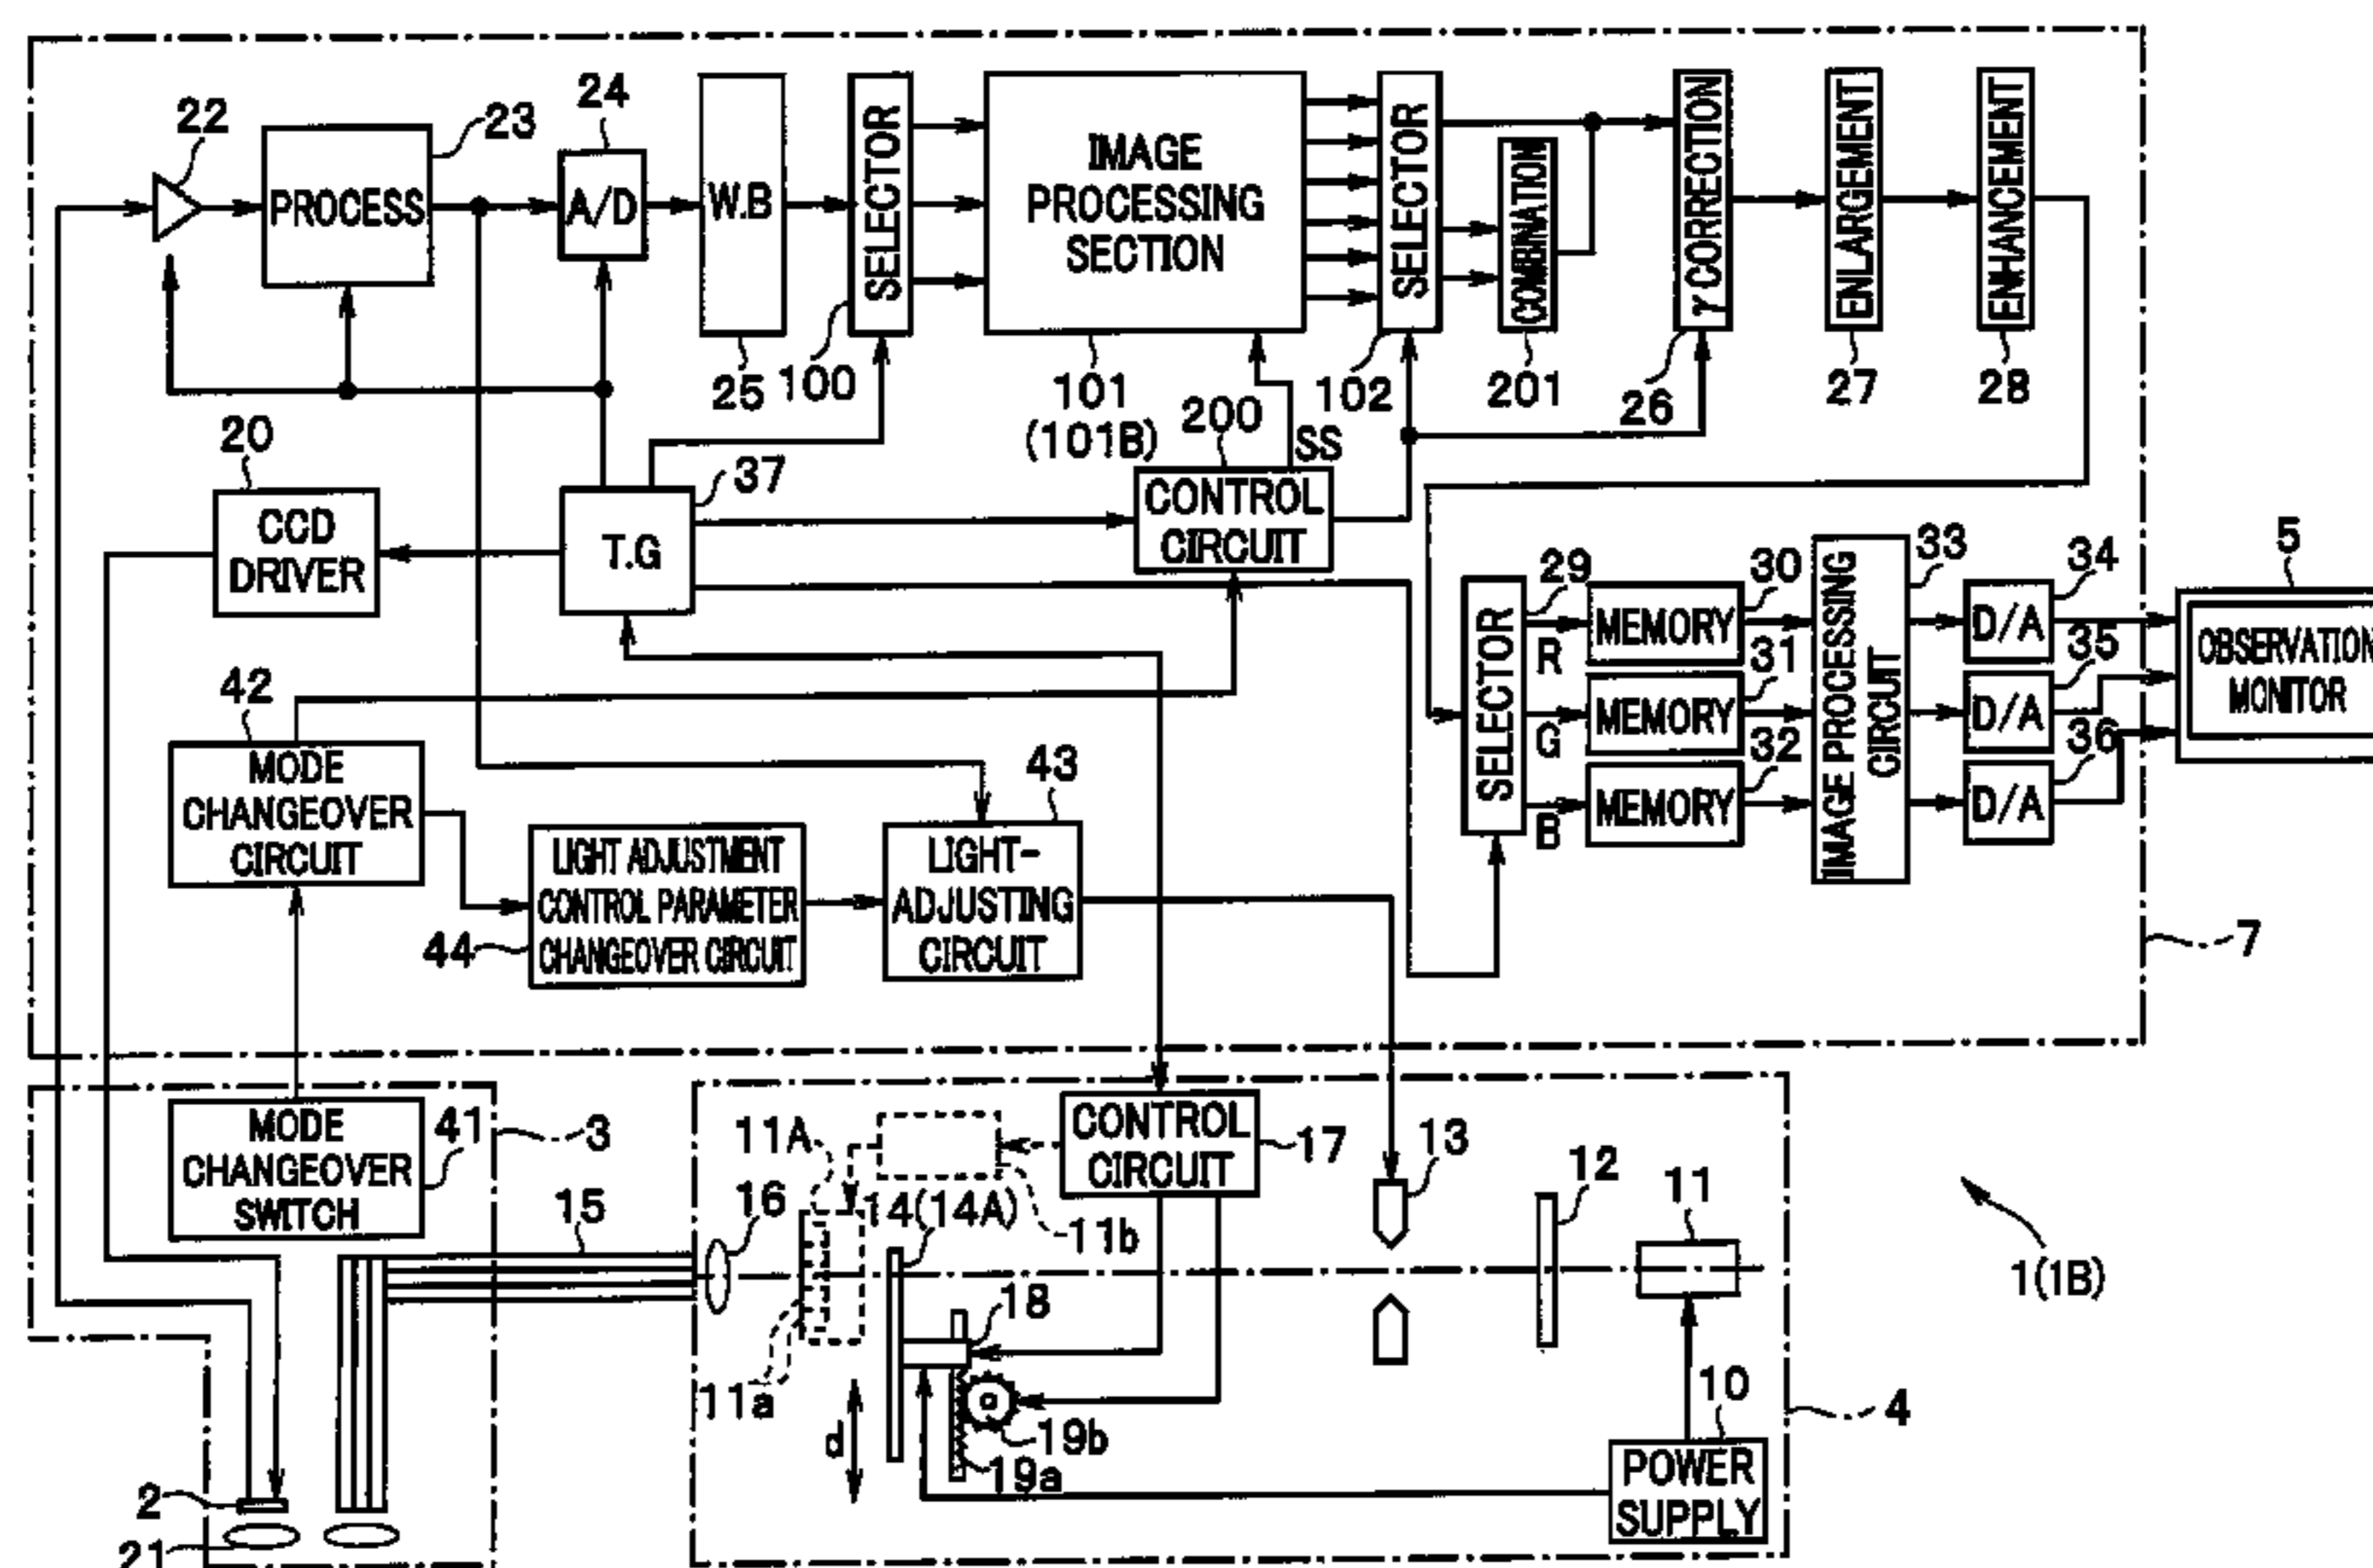 22
23
24
PROCESS
A/D
W.B
SELECTOR
IMAGE
PROCESSING
SECTION
SELECTOR
COMBINATION
γ CORRECTION
ENLARGEMENT
ENHANCEMENT
25
100
101
(101B)
200
SS
102
201
26
27
28
20
CCD
DRIVER
37
T.G
CONTROL
CIRCUIT
29
SELECTOR
R
G
B
30
MEMORY
31
MEMORY
32
MEMORY
33
IMAGE PROCESSING
CIRCUIT
34
D/A
35
D/A
36
D/A
5
OBSERVATION
MONITOR
42
MODE
CHANGEOVER
CIRCUIT
44
LIGHT ADJUSTMENT
CONTROL PARAMETER
CHANGEOVER CIRCUIT
43
LIGHT-
ADJUSTING
CIRCUIT
7
MODE
CHANGEOVER
SWITCH
41
3
15
16
11A
11a
14(14A)
11b
CONTROL
CIRCUIT
17
13
12
11
1(1B)
18
19b
19a
d
10
POWER
SUPPLY
4
2
21